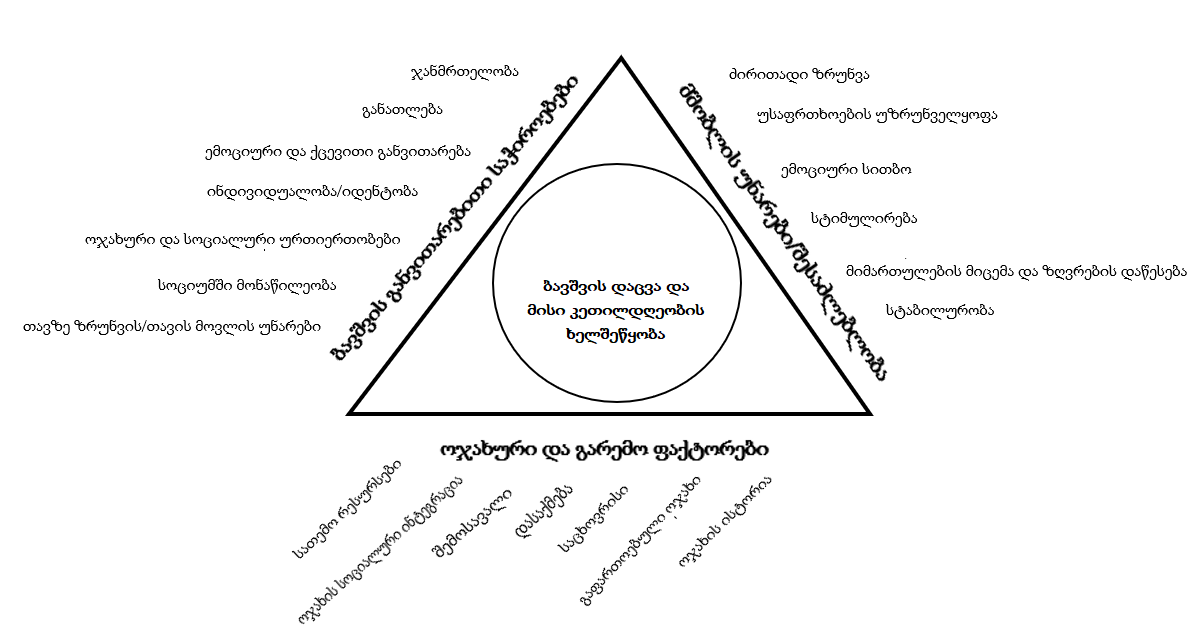 ჯანმრთელობა
განათლება
ემოციური და ქცევითი განვითარება
ინდივიდუალობა/იდენტობა
ოჯახური და სოციალური ურთიერთობები
სოციუმში მონაწილეობა
თავზე ზრუნვის/თავის მოვლის უნარები
ბავშვის განვითარებითი საჭიროებები
მშობლის უნარები/შესაძლებლობა
ძირითადი ზრუნვა
უსაფრთხოების უზრუნველყოფა
ემოციური სითბო
სტიმულირება
მიმართულების მიცემა და ზღვრების დაწესება
სტაბილურობა
ბავშვის დაცვა და
მისი კეთილდღეობის
ხელშეწყობა
ოჯახური და გარემო ფაქტორები
სათემო რესურსები
ოჯახის სოციალური ინტეგრაცია
შემოსავალი
დასაქმება
საცხოვრისი
გაფართოებული ოჯახი
ოჯახის ისტორია